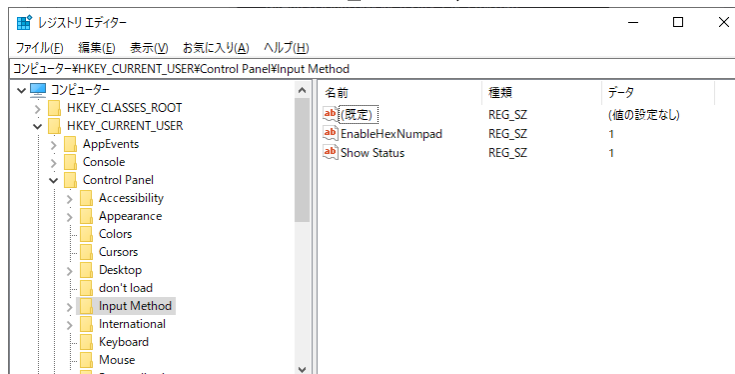 レジストリ エディター
ファイル(F) 編集(E) 表示(V) お気に入り(A) ヘルプ(H)
コンピューター¥HKEY_CURRENT_USER¥Control Panel¥Input Method
コンピューター
HKEY_CLASSES_ROOT
HKEY_CURRENT_USER
AppEvents
Console
Control Panel
Accessibility
Appearance
Colors
Cursors
Desktop
don't load
Input Method
International
Keyboard
Mouse
名前 種類 データ
ab (既定) REG_SZ (値の設定なし)
ab EnableHexNumpad REG_SZ 1
ab Show Status REG_SZ 1